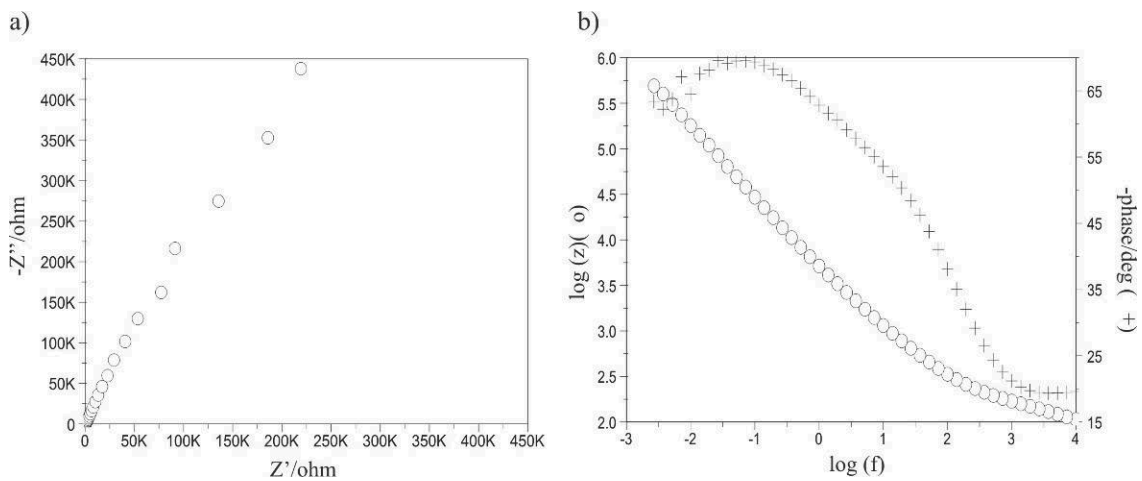 a)
450K
400K
350K
300K
250K
200K
150K
100K
50K
0
-Z''/ohm
0 50K 100K 150K 200K 250K 300K 350K 400K 450K
Z'/ohm
b)
6.0
5.5
5.0
4.5
4.0
3.5
3.0
2.5
2.0
log (z)( o)
65
55
45
35
25
15
-phase/deg ( +)
-3 -2 -1 0 1 2 3 4
log (f)